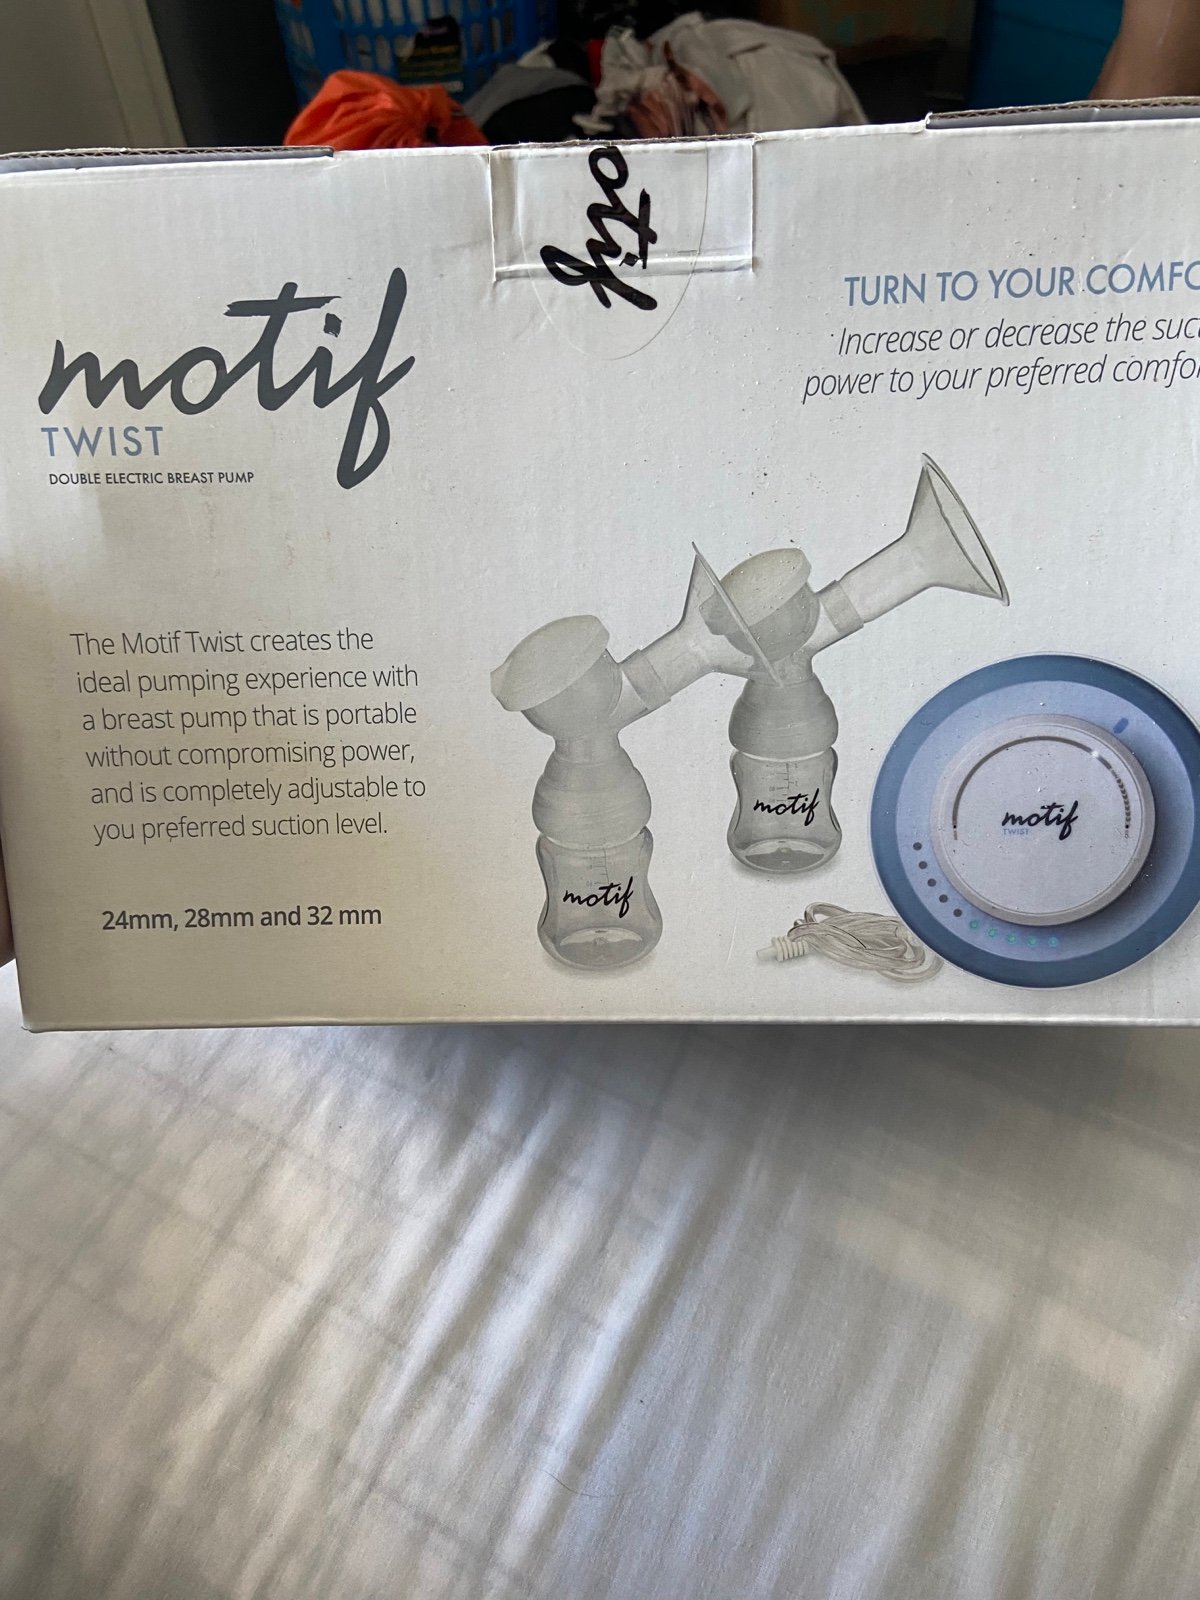 otif
motif
TWIST
DOUBLE ELECTRIC BREAST PUMP
TURN TO YOUR
Increase or decrease the
power to your preferred
The Motif Twist creates the
ideal pumping experience with
a breast pump that is portable
without compromising power,
and is completely adjustable to
you preferred suction level.
24mm, 28mm and 32 mm
motif
motif
motif
TWIST